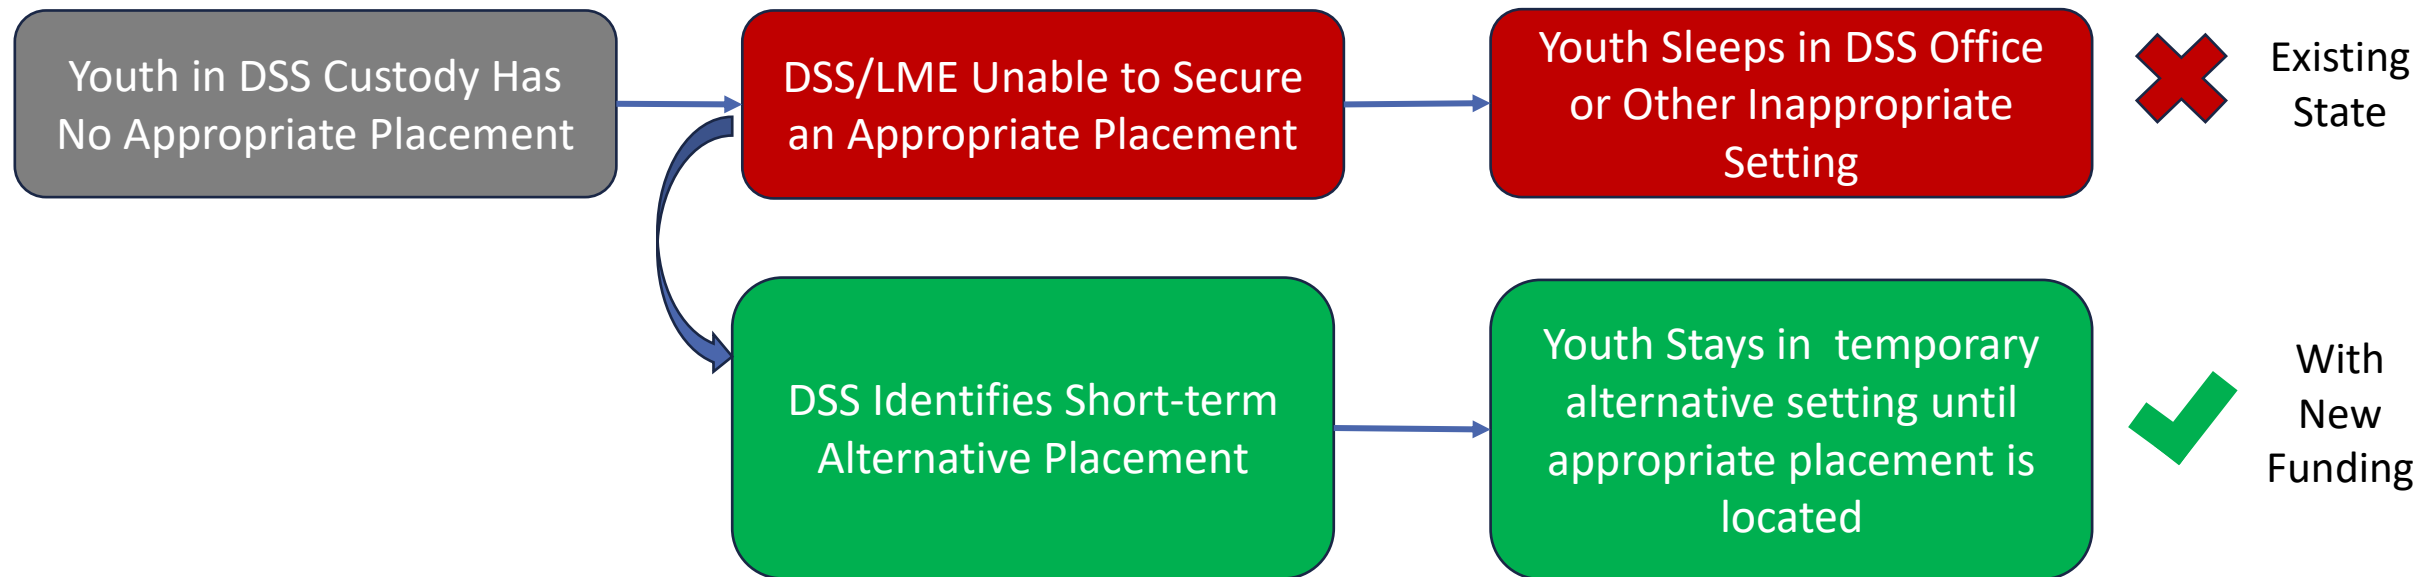 Youth in DSS Custody Has
No Appropriate Placement
DSS/LME Unable to Secure
an Appropriate Placement
Youth Sleeps in DSS Office
or Other Inappropriate
Setting
Existing
State
DSS Identifies Short-term
Alternative Placement
Youth Stays in temporary
alternative setting until
appropriate placement is
located
With
New
Funding